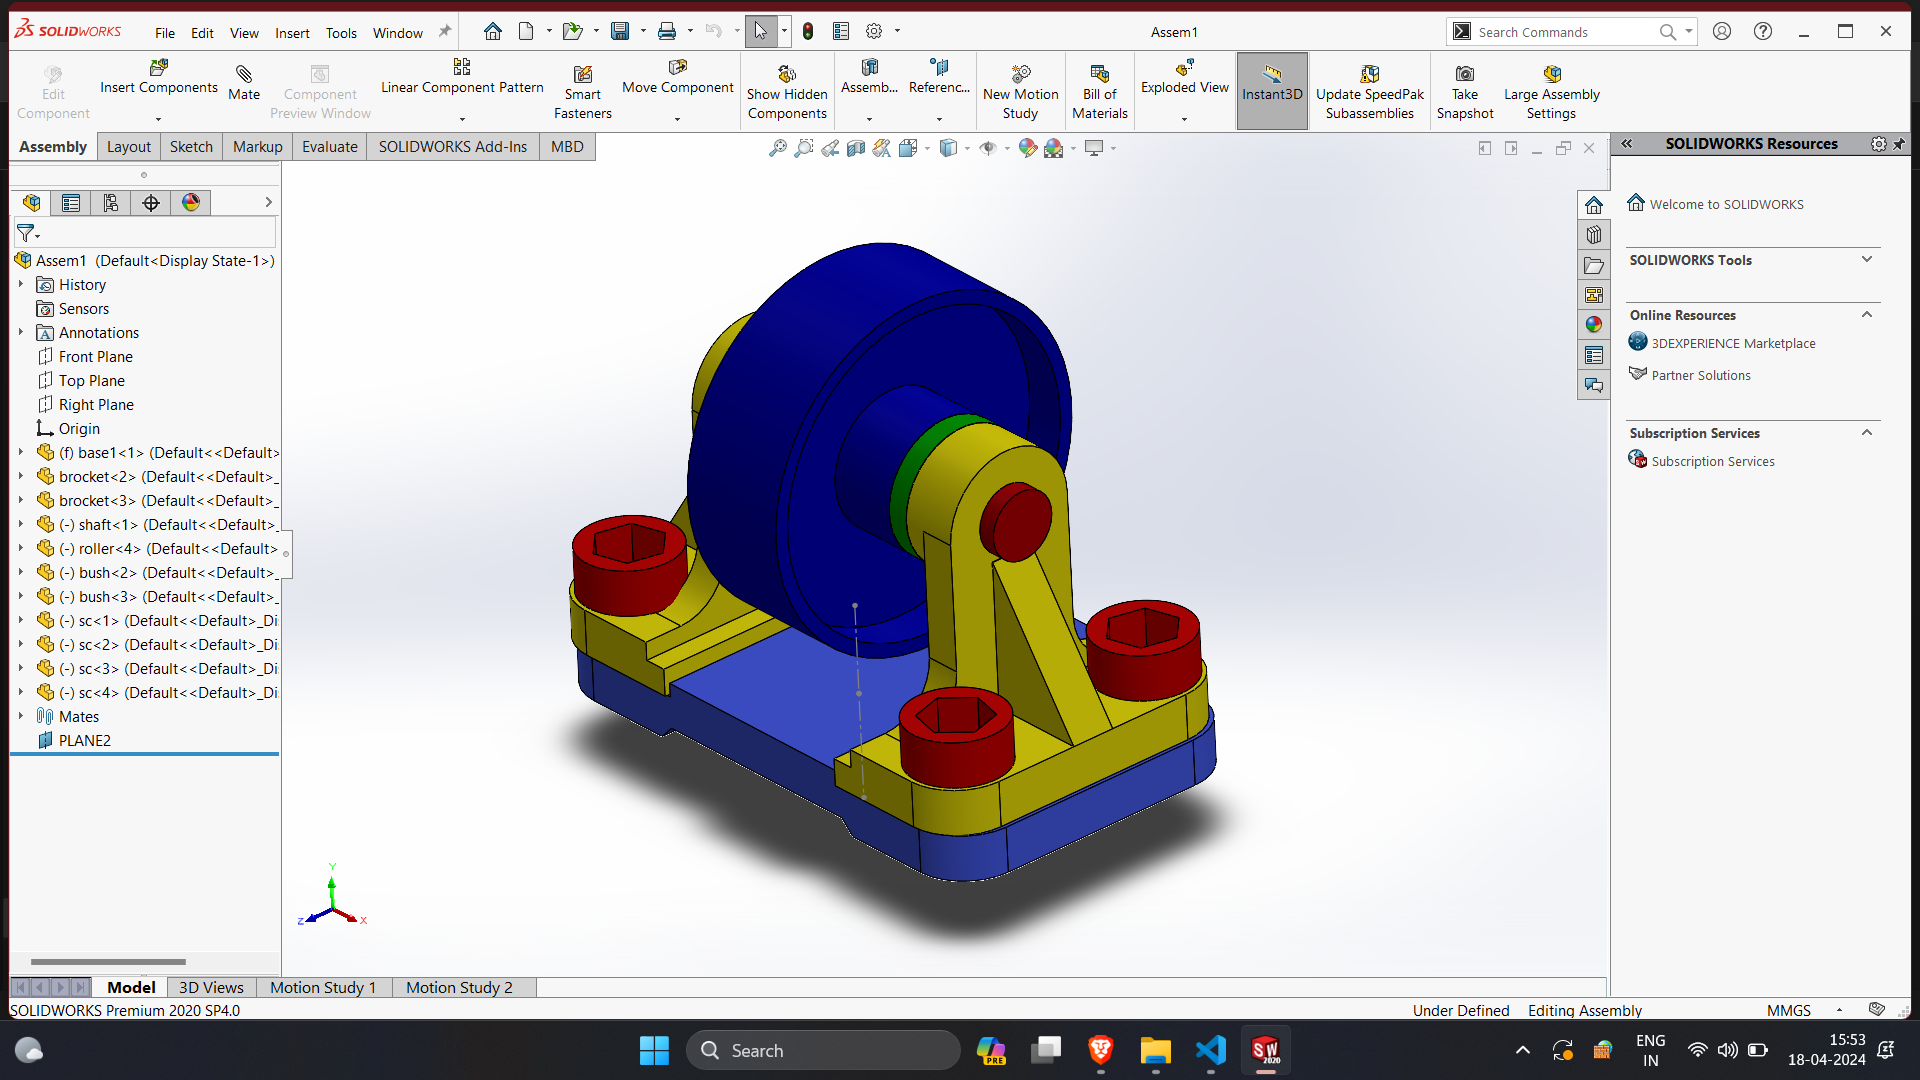 SOLIDWORKS File Edit View Insert Tools Window Assem1 Search Commands
Edit Component Insert Components Mate Component Preview Window Linear Component Pattern Smart Fasteners Move Component Show Hidden Components Assemb... Referenc... New Motion Study Bill of Materials Exploded View Instant3D Update SpeedPak Subassemblies Take Snapshot Large Assembly Settings
Assembly Layout Sketch Markup Evaluate SOLIDWORKS Add-Ins MBD
Assem1 (Default<Display State-1>)
History
Sensors
Annotations
Front Plane
Top Plane
Right Plane
Origin
(f) base1<1> (Default<<Default>
brocket<2> (Default<<Default>_
brocket<3> (Default<<Default>_
(-) shaft<1> (Default<<Default>_
(-) roller<4> (Default<<Default>
(-) bush<2> (Default<<Default>_
(-) bush<3> (Default<<Default>_
(-) sc<1> (Default<<Default>_Di
(-) sc<2> (Default<<Default>_Di
(-) sc<3> (Default<<Default>_Di
(-) sc<4> (Default<<Default>_Di
Mates
PLANE2
Y
Z
X
SOLIDWORKS Resources
Welcome to SOLIDWORKS
SOLIDWORKS Tools
Online Resources
3DEXPERIENCE Marketplace
Partner Solutions
Subscription Services
Subscription Services
Model 3D Views Motion Study 1 Motion Study 2
SOLIDWORKS Premium 2020 SP4.0 Under Defined Editing Assembly MMGS
Search
PRE
SW
2020
ENG
IN
15:53
18-04-2024